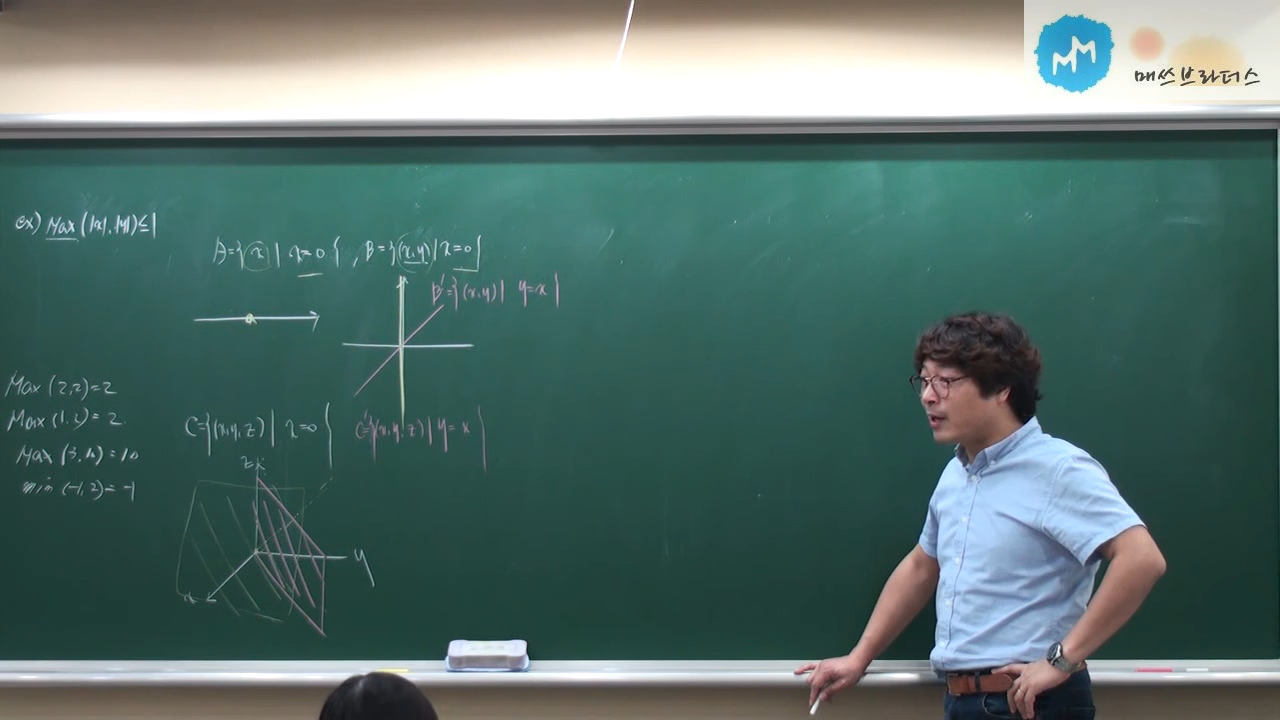 매쓰브라더스
ex) Max (|x|, |y|) ≤ 1
A={x | x=0}, B={(x,y) | x=0}
B'={(x,y) | y=x}
Max (2,2)=2
Max (1,2)=2
Max (3,10)=10
min (-1,2)=-1
C={(x,y,z) | x=0}
C'={(x,y,z) | y=x}
z
y
x